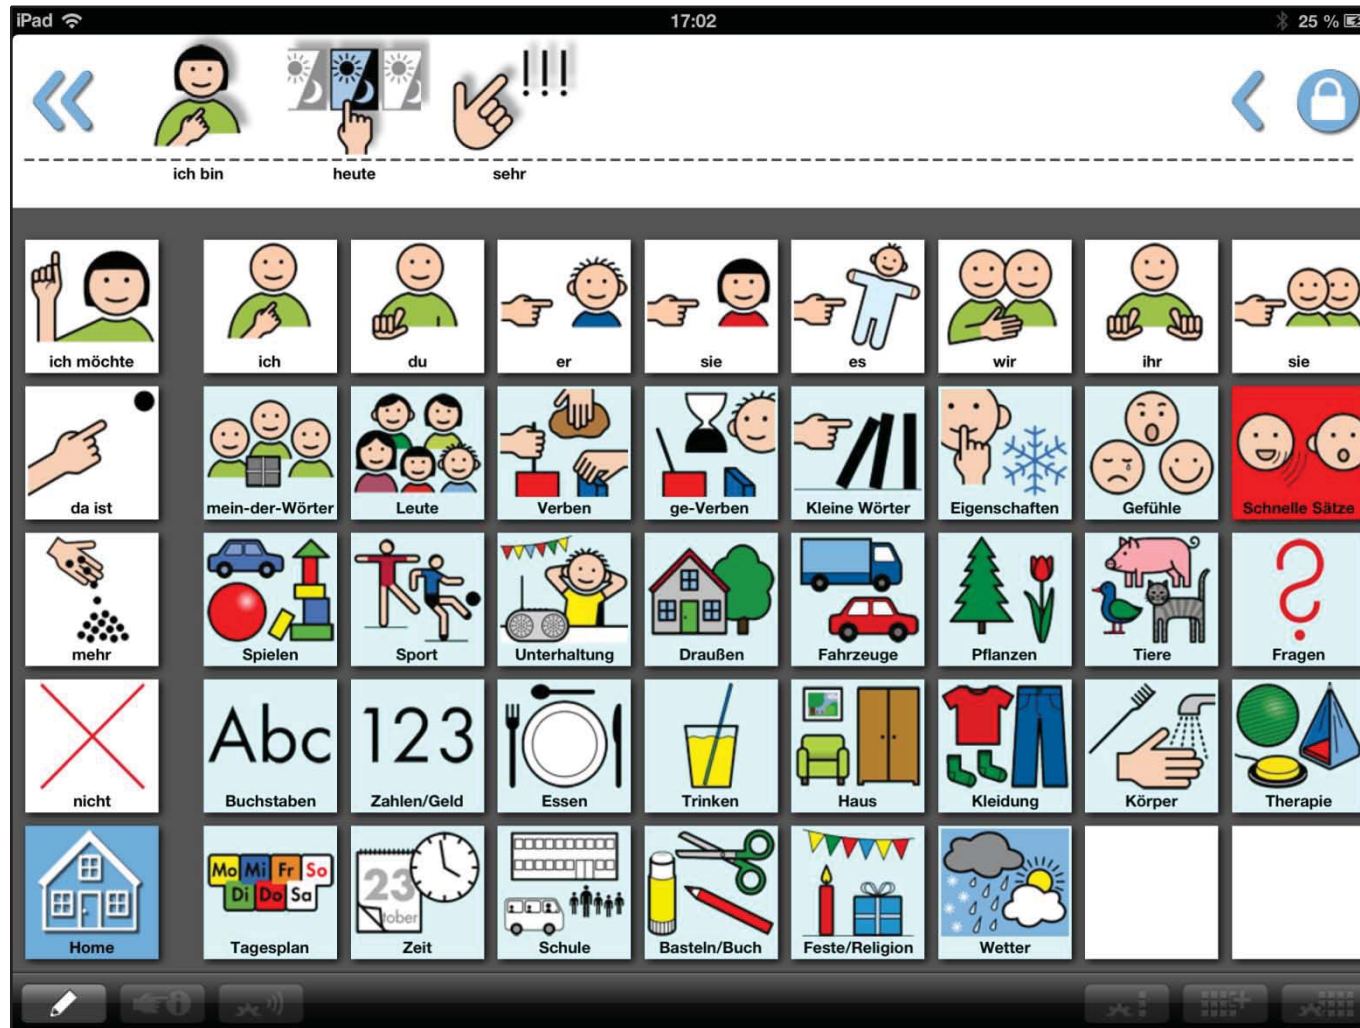 iPad 17:02 25 %
!!!
ich bin heute sehr
ich möchte ich du er sie es wir ihr sie
da ist mein-der-Wörter Leute Verben ge-Verben Kleine Wörter Eigenschaften Gefühle Schnelle Sätze
?
mehr Spielen Sport Unterhaltung Draußen Fahrzeuge Pflanzen Tiere Fragen
Abc 123
nicht Buchstaben Zahlen/Geld Essen Trinken Haus Kleidung Körper Therapie
Mo Mi Fr So
Di Do Sa
23
tober
Home Tagesplan Zeit Schule Basteln/Buch Feste/Religion Wetter